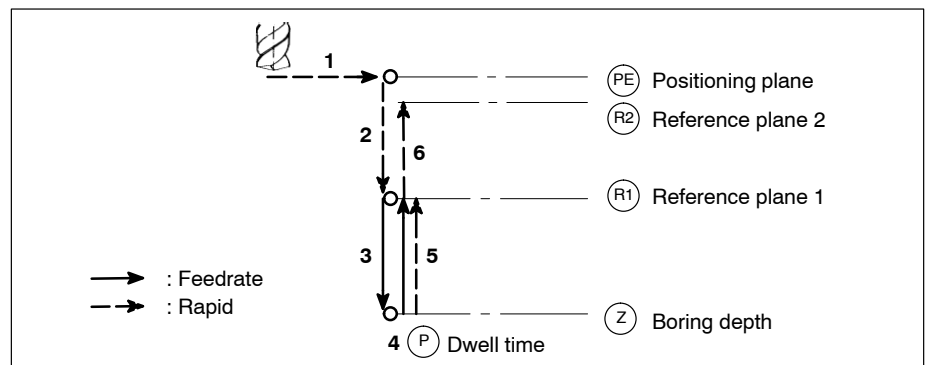 1
PE Positioning plane
R2 Reference plane 2
2
6
R1 Reference plane 1
3
5
: Feedrate
: Rapid
Z Boring depth
4 P Dwell time